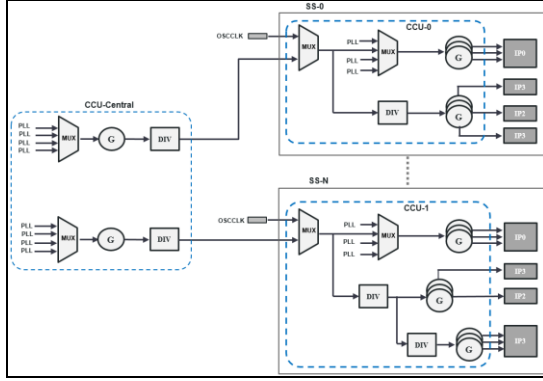 SS-0
OSCCLK
CCU-0
MUX
PLL
MUX
PLL
PLL
G
IP0
CCU-Central
PLL
PLL
PLL
PLL
MUX
G
DIV
DIV
G
IP3
IP2
IP3
SS-N
OSCCLK
CCU-1
MUX
PLL
MUX
PLL
PLL
G
IP0
PLL
PLL
PLL
PLL
MUX
G
DIV
DIV
G
IP3
IP2
DIV
G
IP3